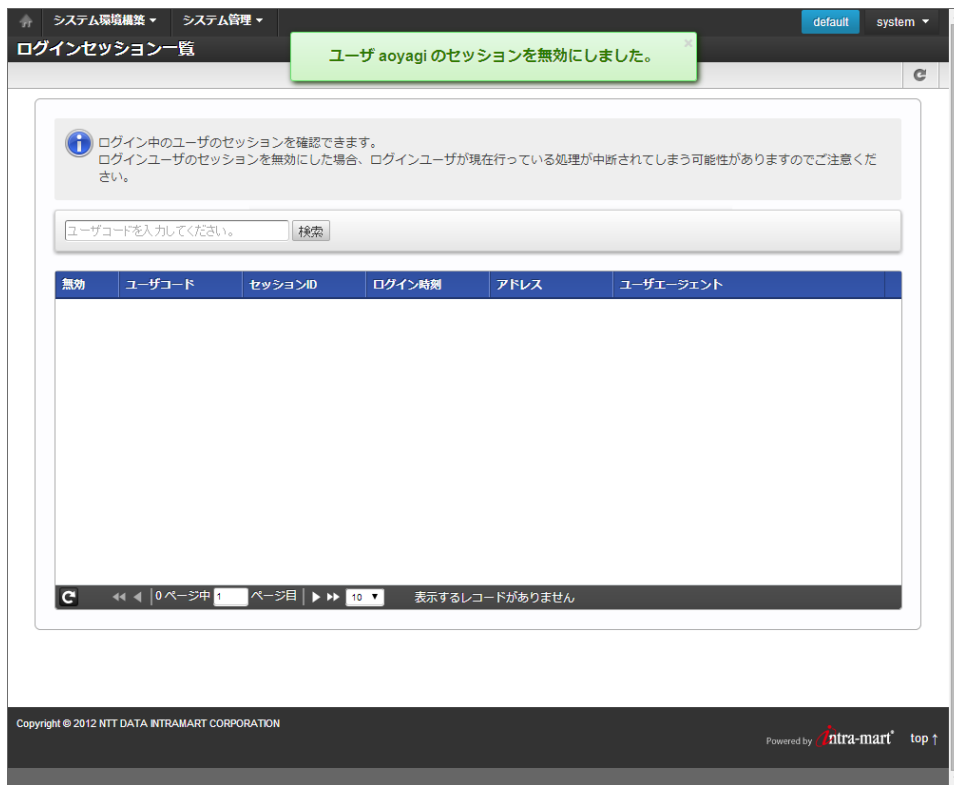 システム環境構築 ▼ システム管理 ▼ default system ▼
ログインセッション一覧
ユーザ aoyagi のセッションを無効にしました。 ×
ログイン中のユーザのセッションを確認できます。
ログインユーザのセッションを無効にした場合、ログインユーザが現在行っている処理が中断されてしまう可能性がありますのでご注意くだ
さい。
ユーザコードを入力してください。 検索
無効 ユーザコード セッションID ログイン時刻 アドレス ユーザエージェント
0 ページ中 1 ページ目 10 ▼ 表示するレコードがありません
Copyright © 2012 NTT DATA INTRAMART CORPORATION
Powered by intra-mart® top ↑